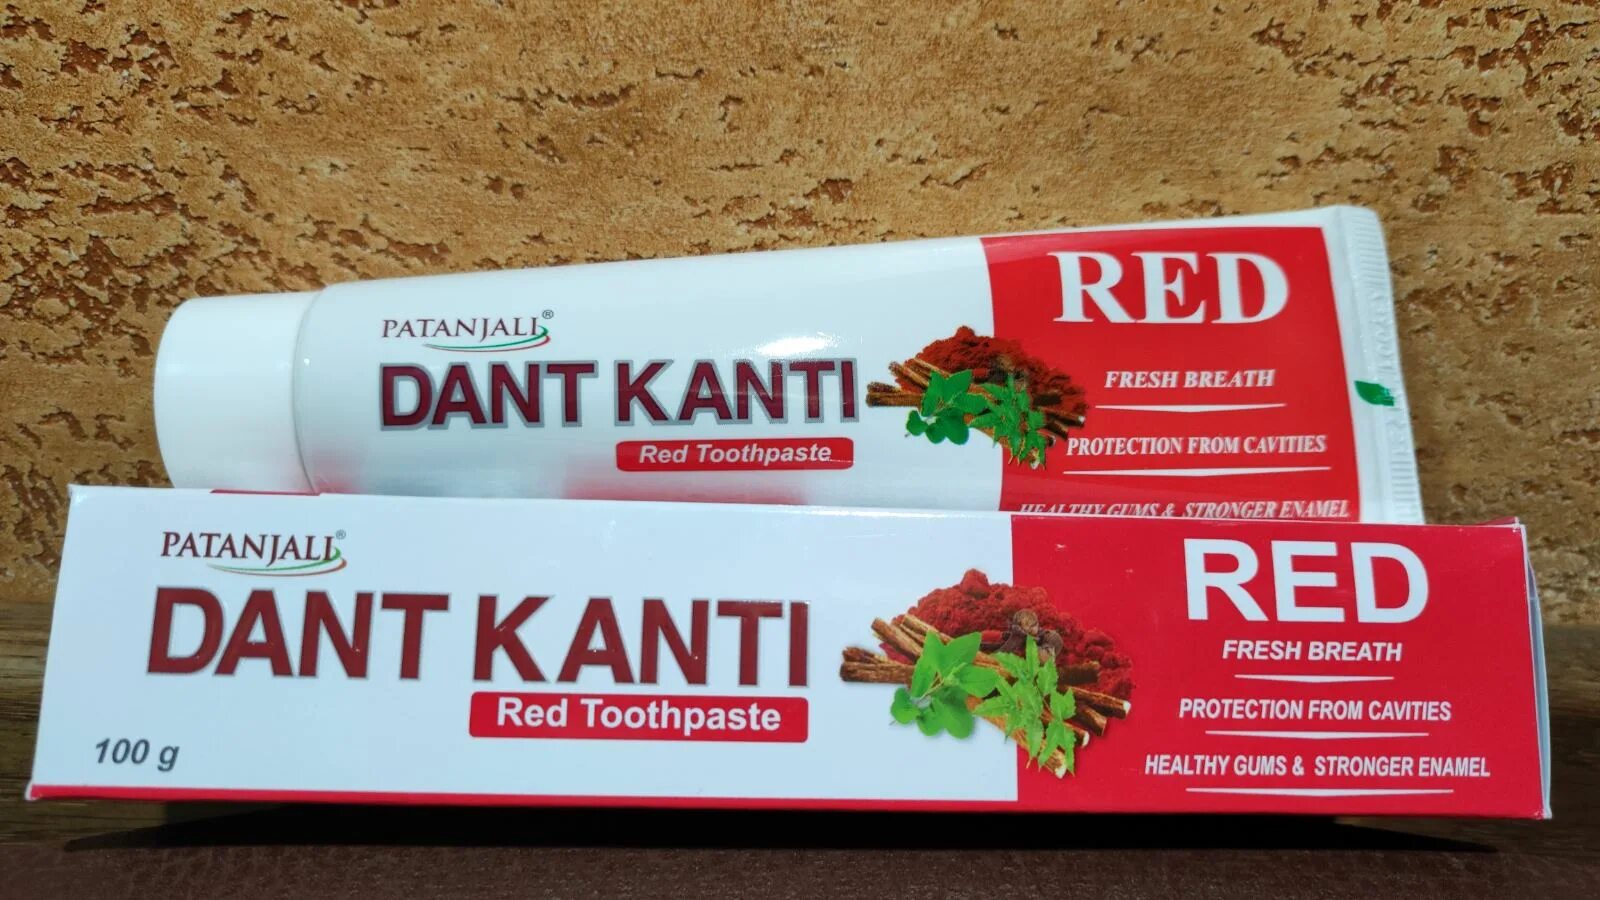 PATANJALI®
DANT KANTI
Red Toothpaste
RED
FRESH BREATH
PROTECTION FROM CAVITIES
HEALTHY GUMS & STRONGER ENAMEL
PATANJALI®
DANT KANTI
Red Toothpaste
100 g
RED
FRESH BREATH
PROTECTION FROM CAVITIES
HEALTHY GUMS & STRONGER ENAMEL